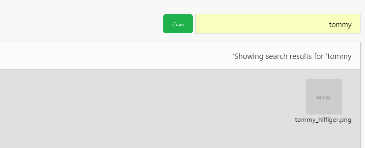 tommy
'Showing search results for 'tommy
tommy_hilfiger.png